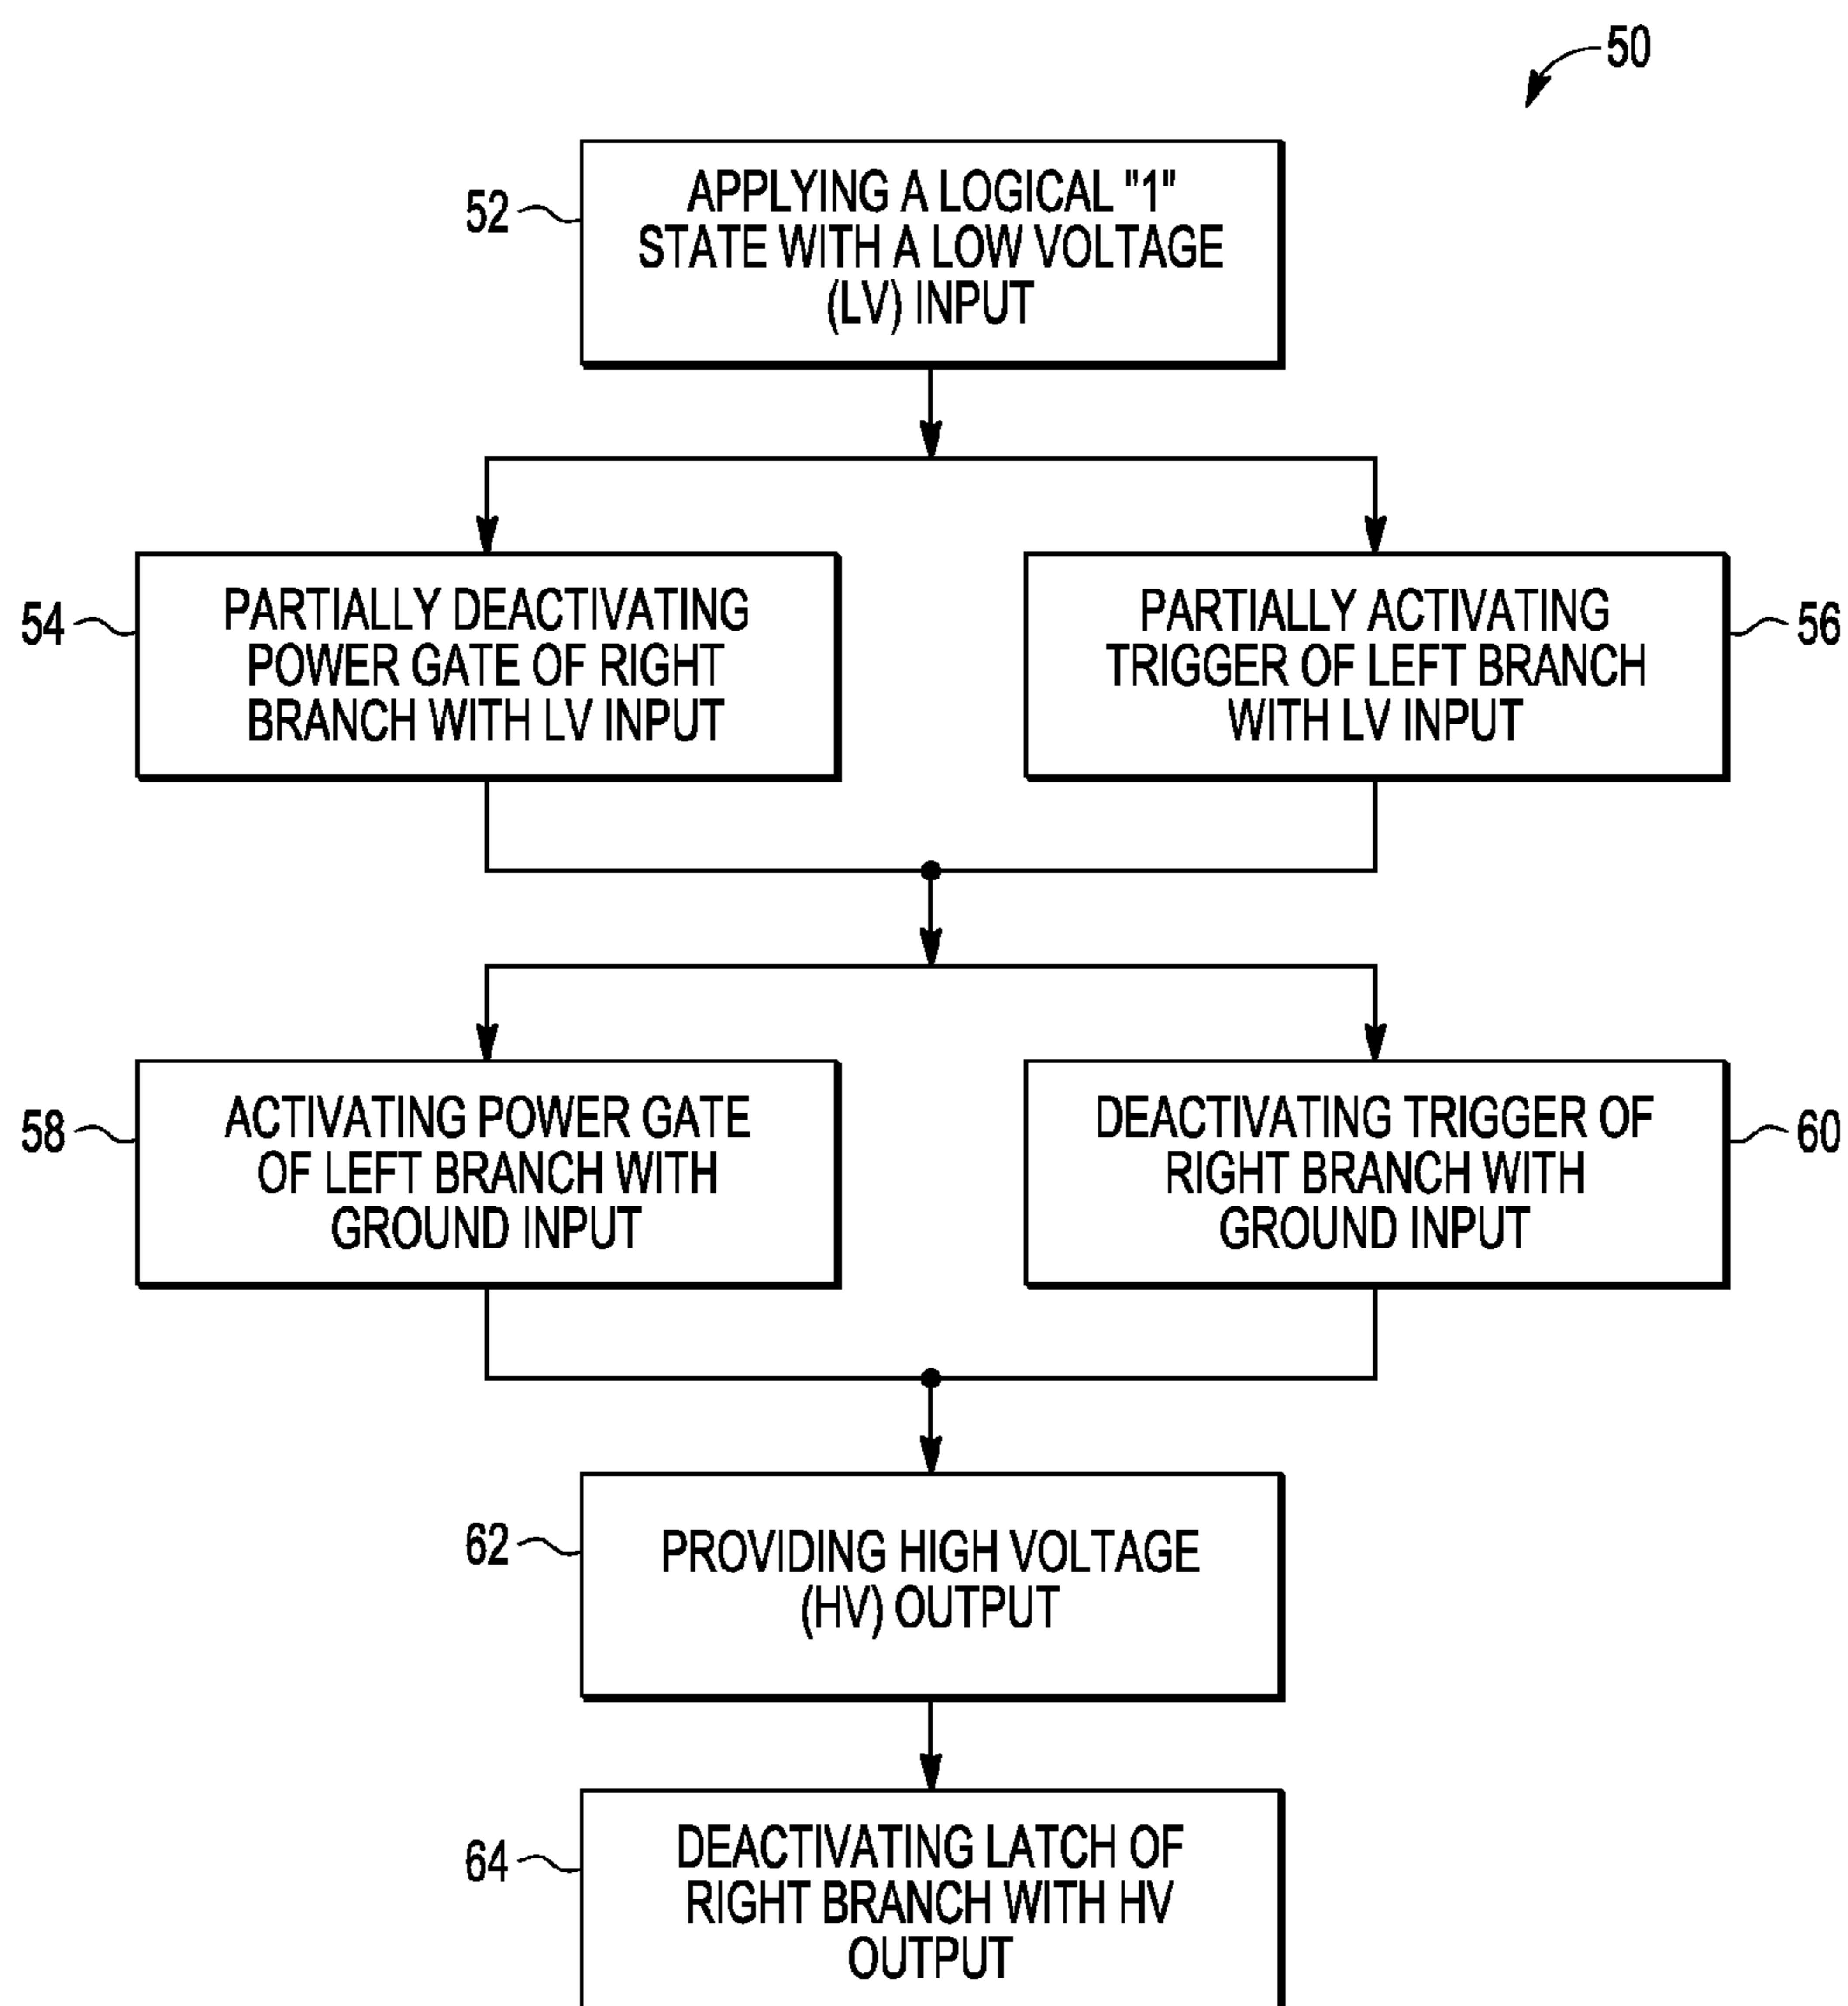 50
52
APPLYING A LOGICAL "1"
STATE WITH A LOW VOLTAGE
(LV) INPUT
54
PARTIALLY DEACTIVATING
POWER GATE OF RIGHT
BRANCH WITH LV INPUT
PARTIALLY ACTIVATING
TRIGGER OF LEFT BRANCH
WITH LV INPUT
56
58
ACTIVATING POWER GATE
OF LEFT BRANCH WITH
GROUND INPUT
DEACTIVATING TRIGGER OF
RIGHT BRANCH WITH
GROUND INPUT
60
62
PROVIDING HIGH VOLTAGE
(HV) OUTPUT
64
DEACTIVATING LATCH OF
RIGHT BRANCH WITH HV
OUTPUT